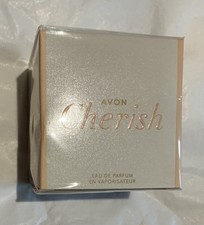 AVON
Cherish
EAU DE PARFUM
EN VAPORISATEUR